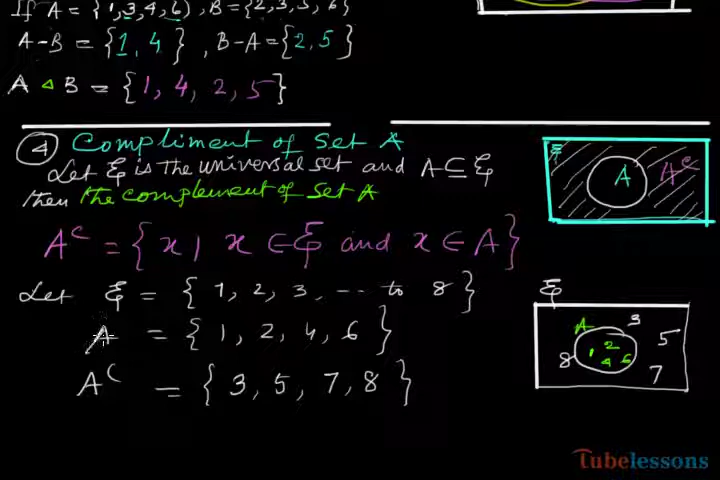 If A = {1,3,4,6}, B = {2,3,5,6}
A-B = {1,4}, B-A = {2,5}
A △ B = {1, 4, 2, 5}
4 Compliment of Set A
Let ξ is the universal set and A ⊆ ξ
then the complement of set A
A^c = {x | x ∈ ξ and x ∈ A}
ξ
A
A^c
Let ξ = {1, 2, 3, ... to 8}
A = {1, 2, 4, 6}
A^c = {3, 5, 7, 8}
ξ
A 3
2 5
1 4 6
8 7
Tubelessons